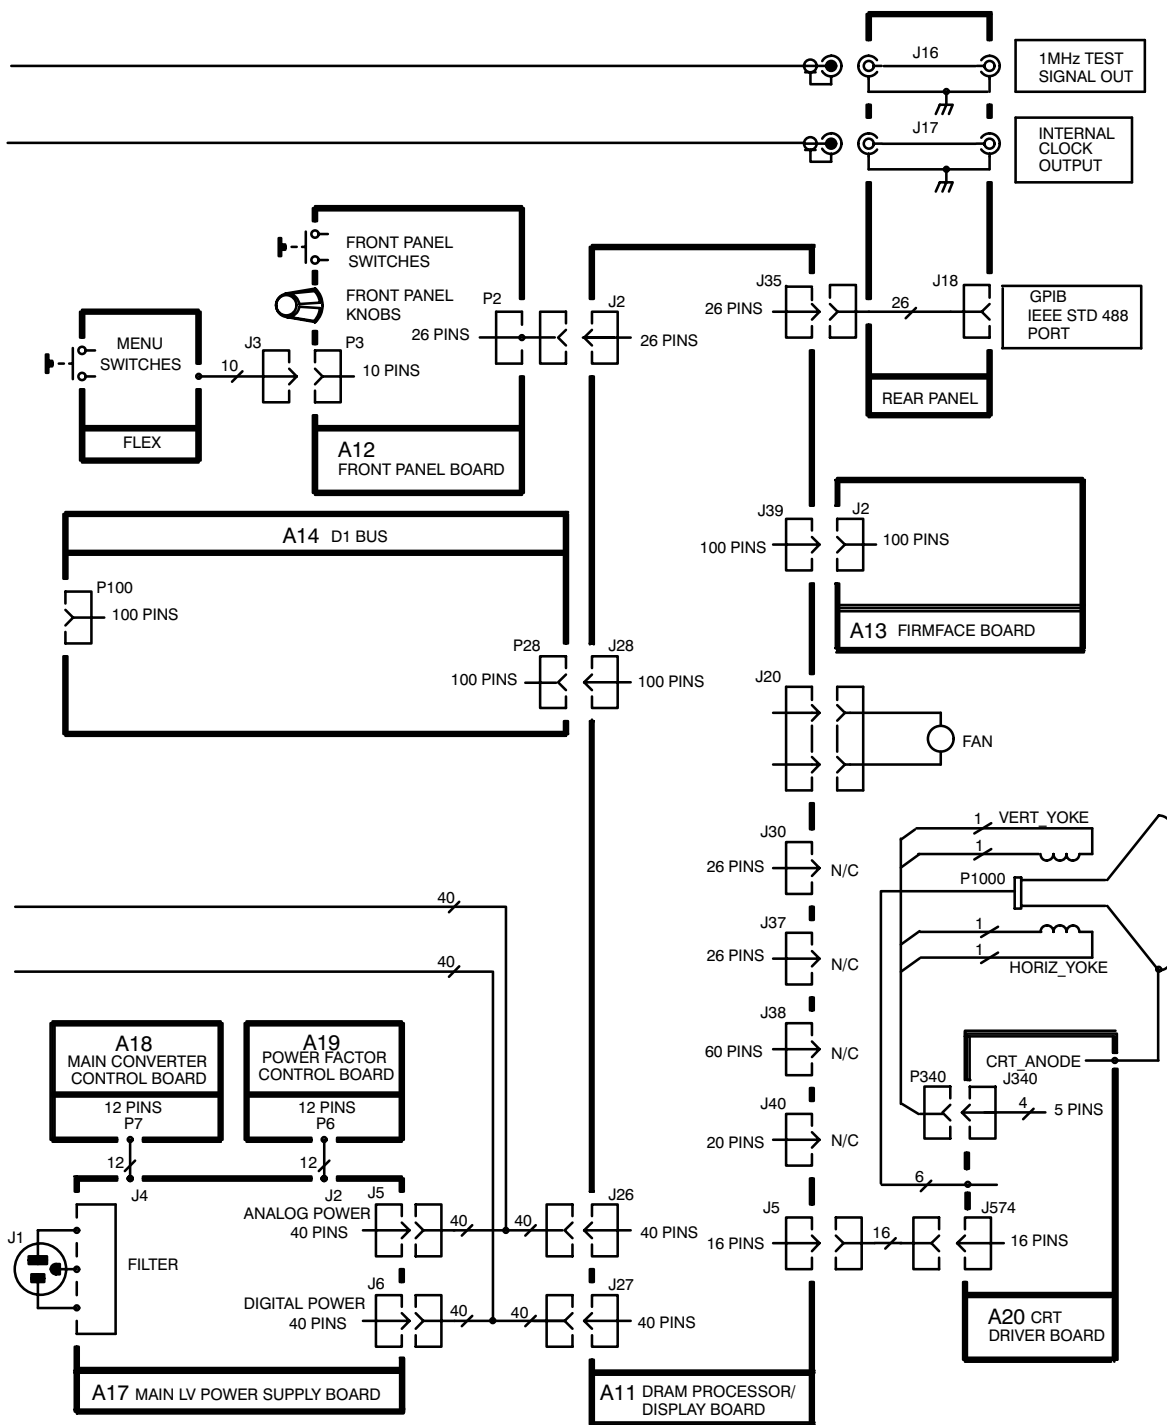 J16
1MHz TEST
SIGNAL OUT
J17
INTERNAL
CLOCK
OUTPUT
FRONT PANEL
SWITCHES
FRONT PANEL
KNOBS
P2
26 PINS
J2
26 PINS
J35
26 PINS
26
J18
GPIB
IEEE STD 488
PORT
REAR PANEL
MENU
SWITCHES
10
J3
P3
10 PINS
FLEX
A12
FRONT PANEL BOARD
A14 D1 BUS
P100
100 PINS
P28
100 PINS
J28
100 PINS
J39
100 PINS
J2
100 PINS
A13 FIRMFACE BOARD
J20
FAN
J30
26 PINS
N/C
J37
26 PINS
N/C
J38
60 PINS
N/C
J40
20 PINS
N/C
1
VERT_YOKE
1
P1000
1
1
HORIZ_YOKE
CRT_ANODE
P340
J340
4
5 PINS
6
J5
16 PINS
16
J574
16 PINS
A20 CRT
DRIVER BOARD
40
40
A18
MAIN CONVERTER
CONTROL BOARD
12 PINS
P7
12
J4
A19
POWER FACTOR
CONTROL BOARD
12 PINS
P6
12
J2
J5
ANALOG POWER
40 PINS
40
40
J26
40 PINS
J1
FILTER
J6
DIGITAL POWER
40 PINS
40
40
J27
40 PINS
A17 MAIN LV POWER SUPPLY BOARD
A11 DRAM PROCESSOR/
DISPLAY BOARD